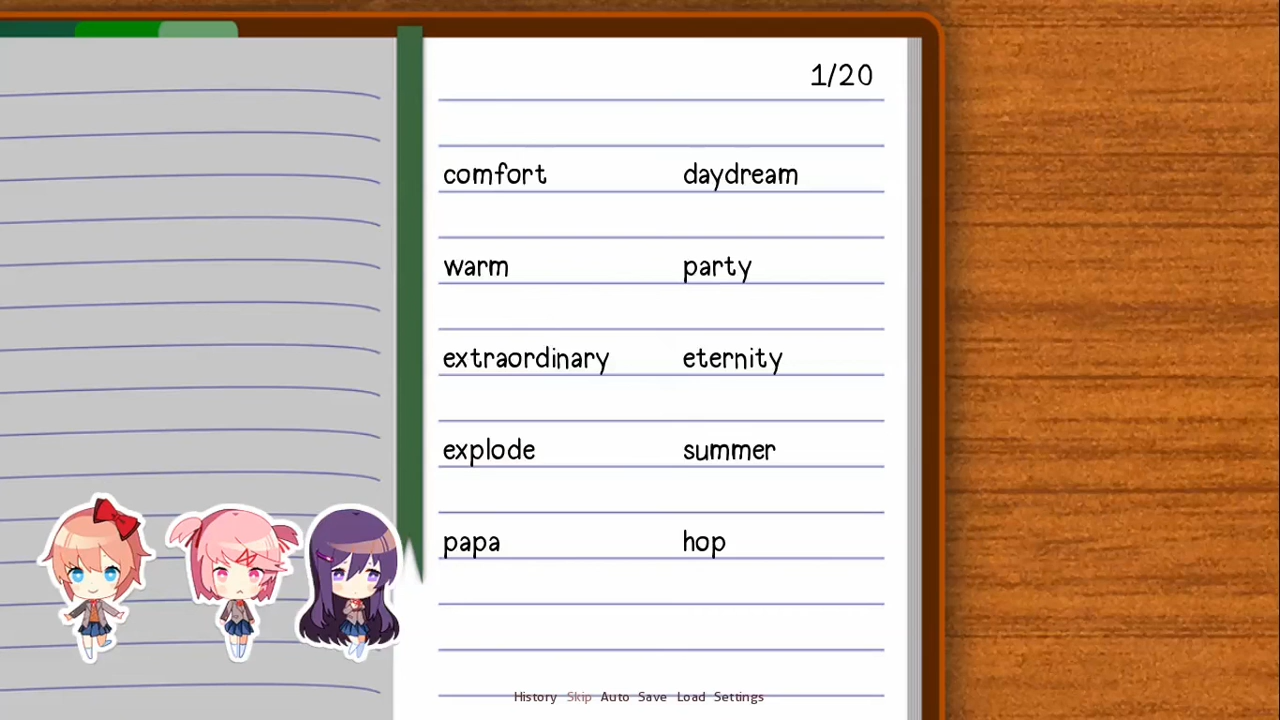 1/20
comfort daydream
warm party
extraordinary eternity
explode summer
papa hop
History Skip Auto Save Load Settings